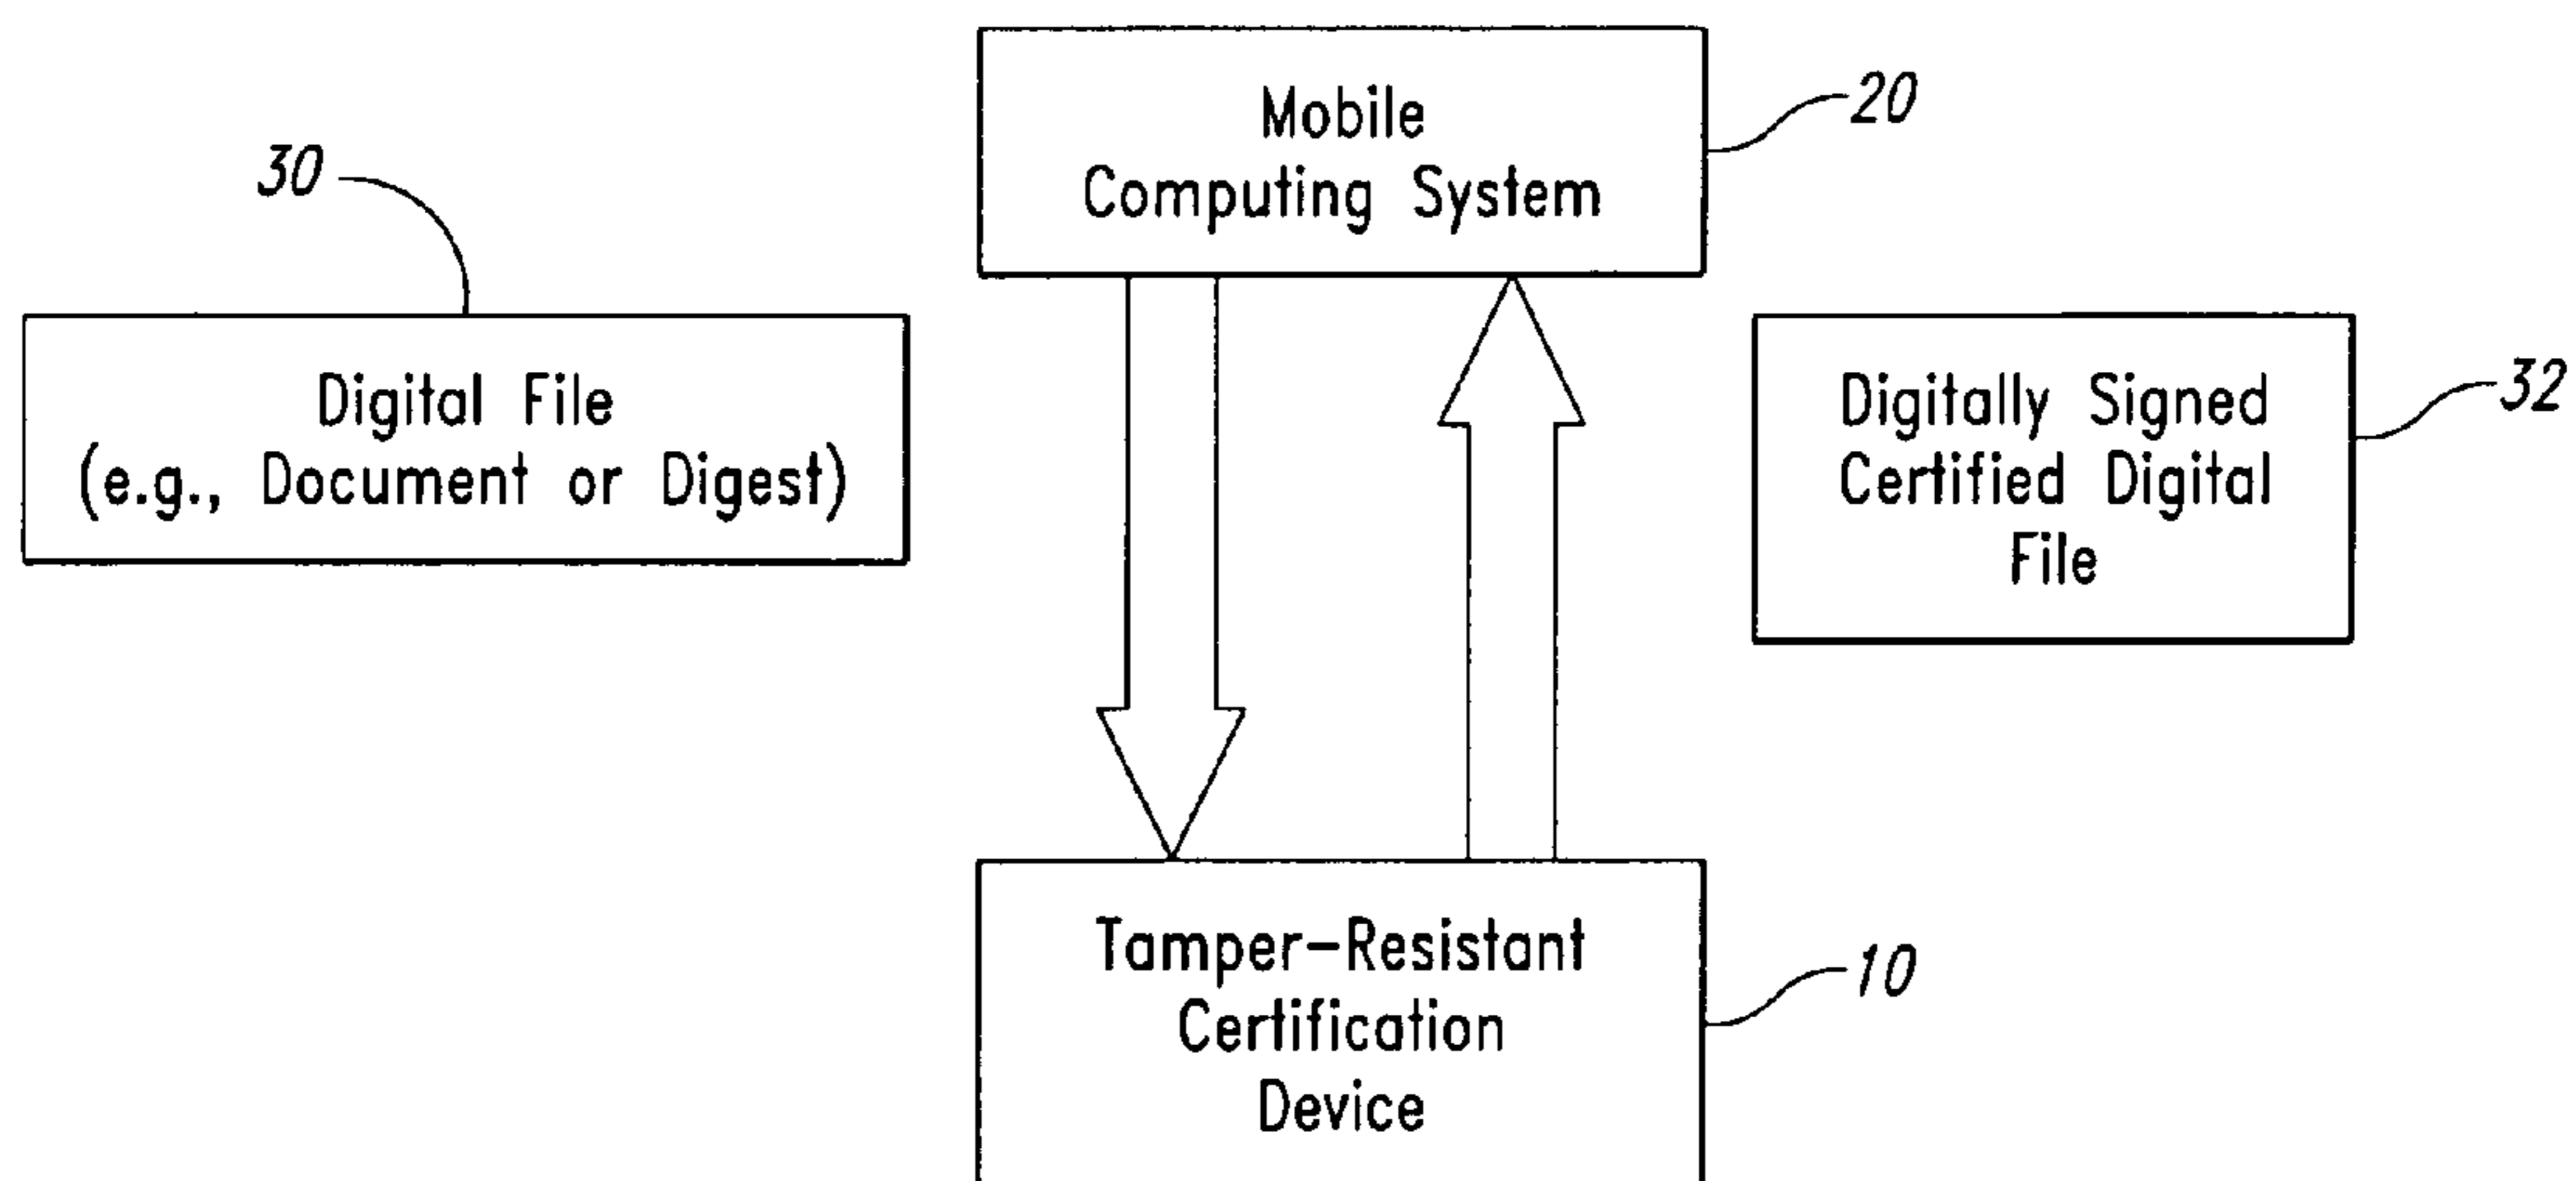 Mobile
Computing System
20
30
Digital File
(e.g., Document or Digest)
Digitally Signed
Certified Digital
File
32
Tamper-Resistant
Certification
Device
10